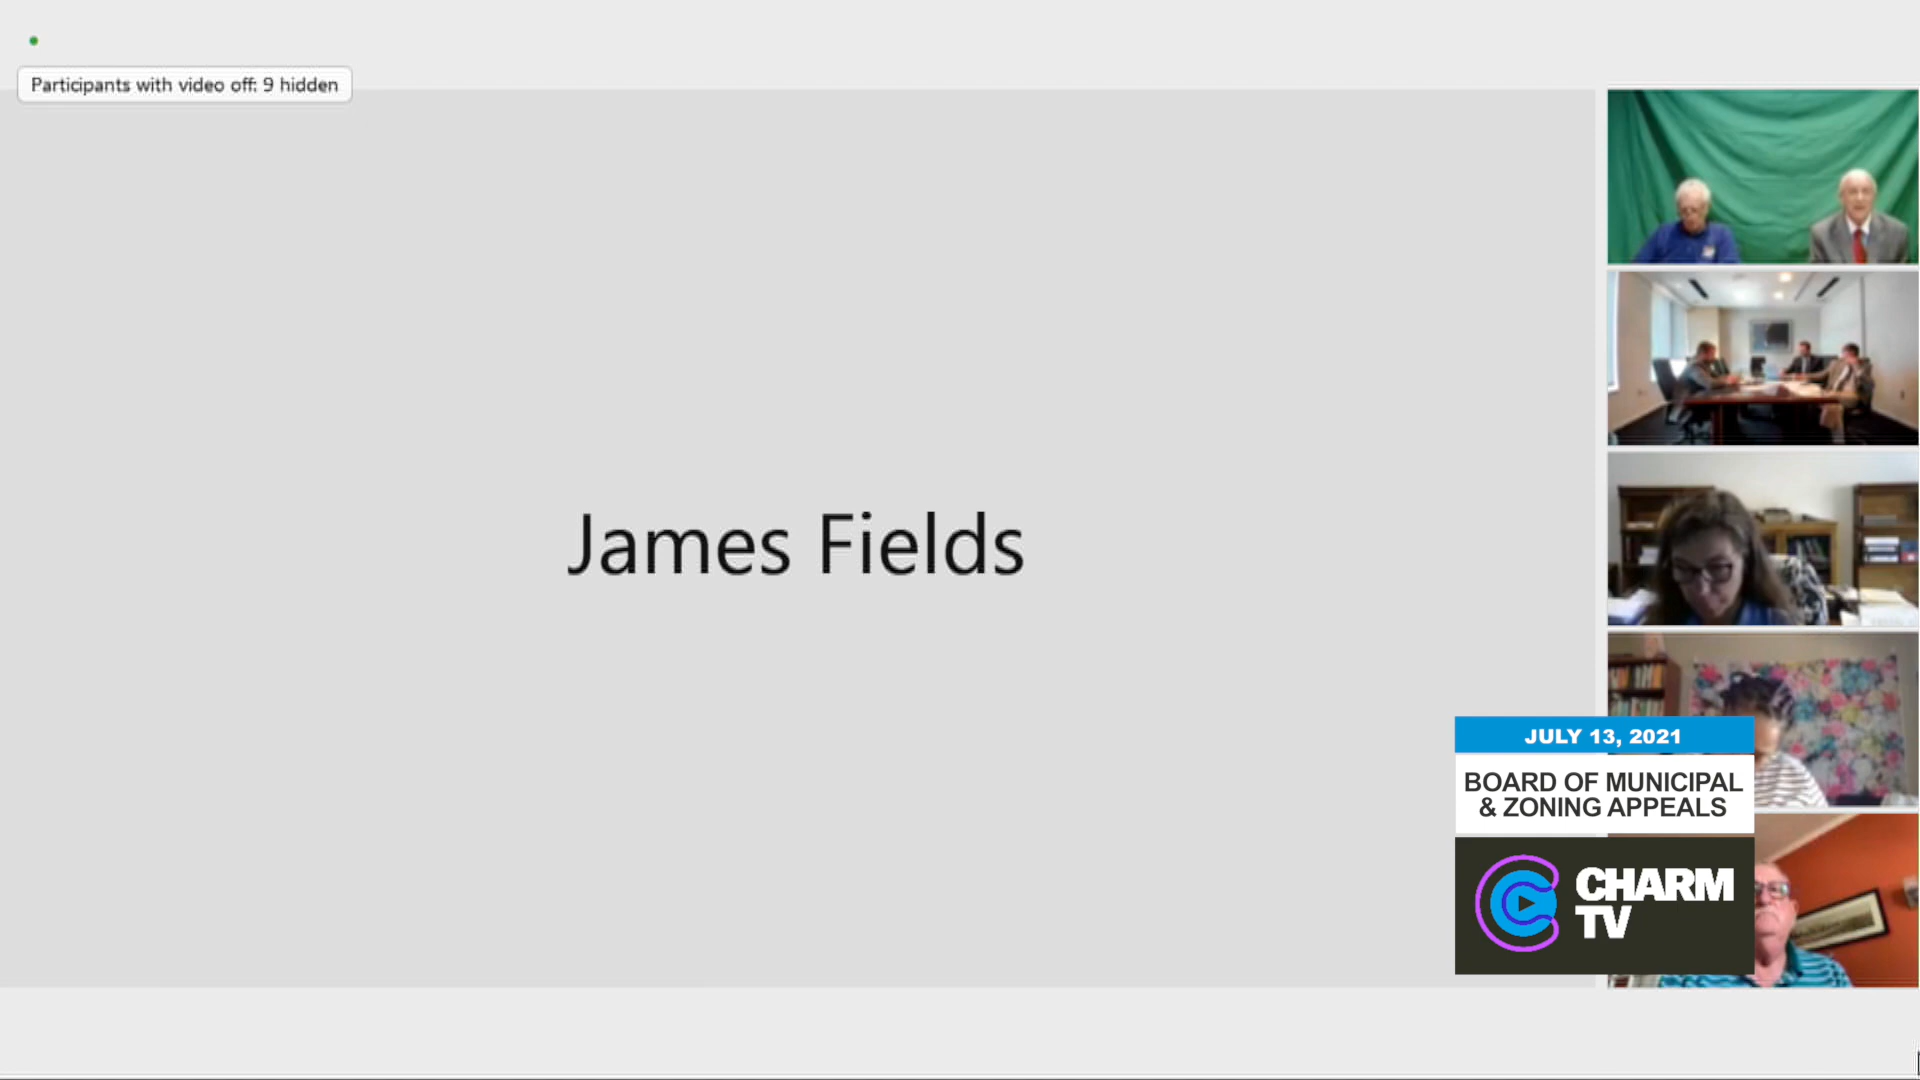 Participants with video off: 9 hidden
James Fields
JULY 13, 2021
BOARD OF MUNICIPAL
& ZONING APPEALS
CHARM
TV